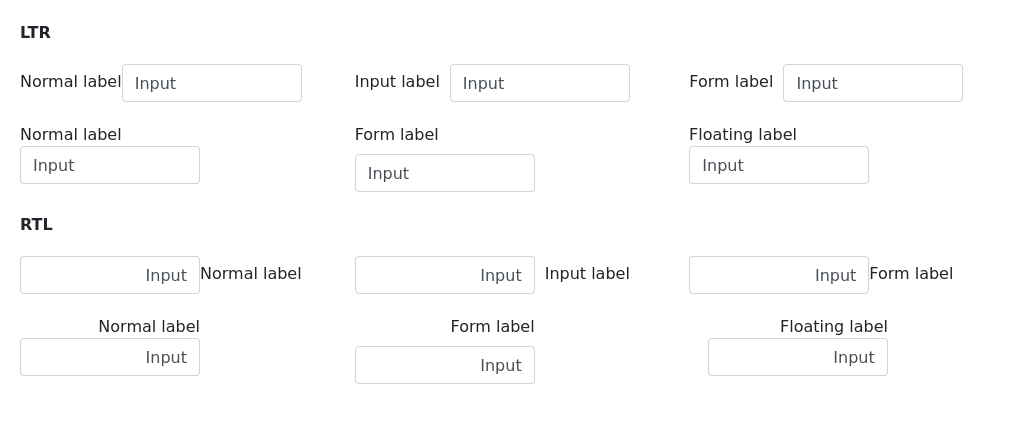 LTR
Normal label Input Input label Input Form label Input
Normal label Form label Floating label
Input Input Input
RTL
Input Normal label Input Input label Input Form label
Normal label Form label Floating label
Input Input Input